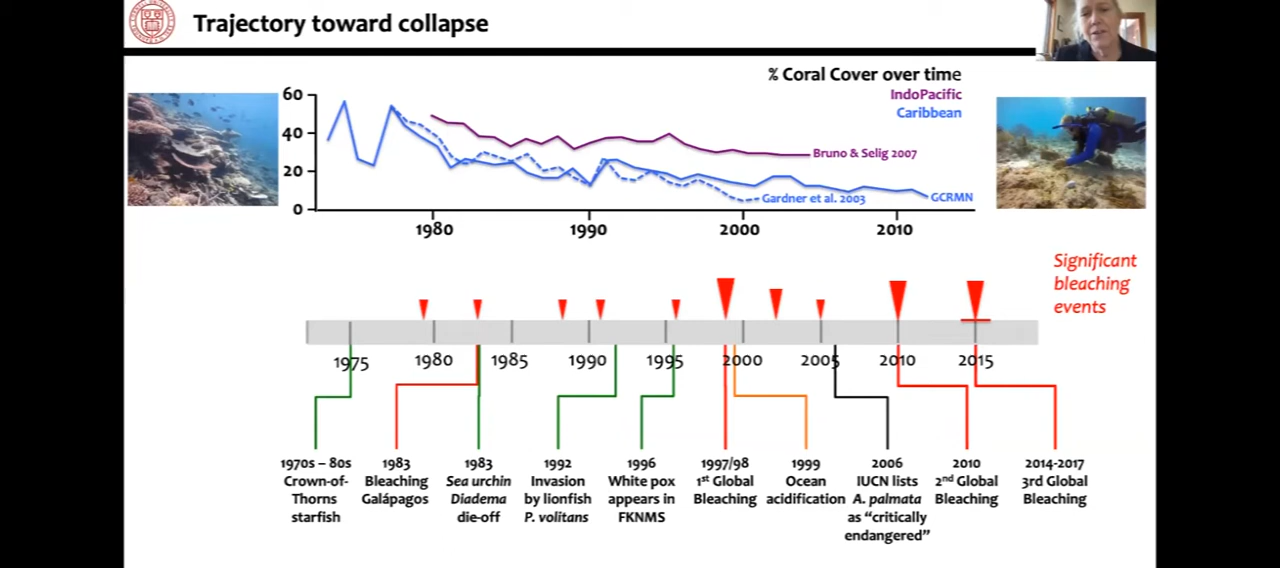 Trajectory toward collapse
% Coral Cover over time
IndoPacific
Caribbean
60
40
20
0
Bruno & Selig 2007
Gardner et al. 2003
GCRMN
1980
1990
2000
2010
Significant
bleaching
events
1975
1980
1985
1990
1995
2000
2005
2010
2015
1970s – 80s
Crown-of-
Thorns
starfish
1983
Bleaching
Galápagos
1983
Sea urchin
Diadema
die-off
1992
Invasion
by lionfish
P. volitans
1996
White pox
appears in
FKNMS
1997/98
1st Global
Bleaching
1999
Ocean
acidification
2006
IUCN lists
A. palmata
as “critically
endangered”
2010
2nd Global
Bleaching
2014-2017
3rd Global
Bleaching